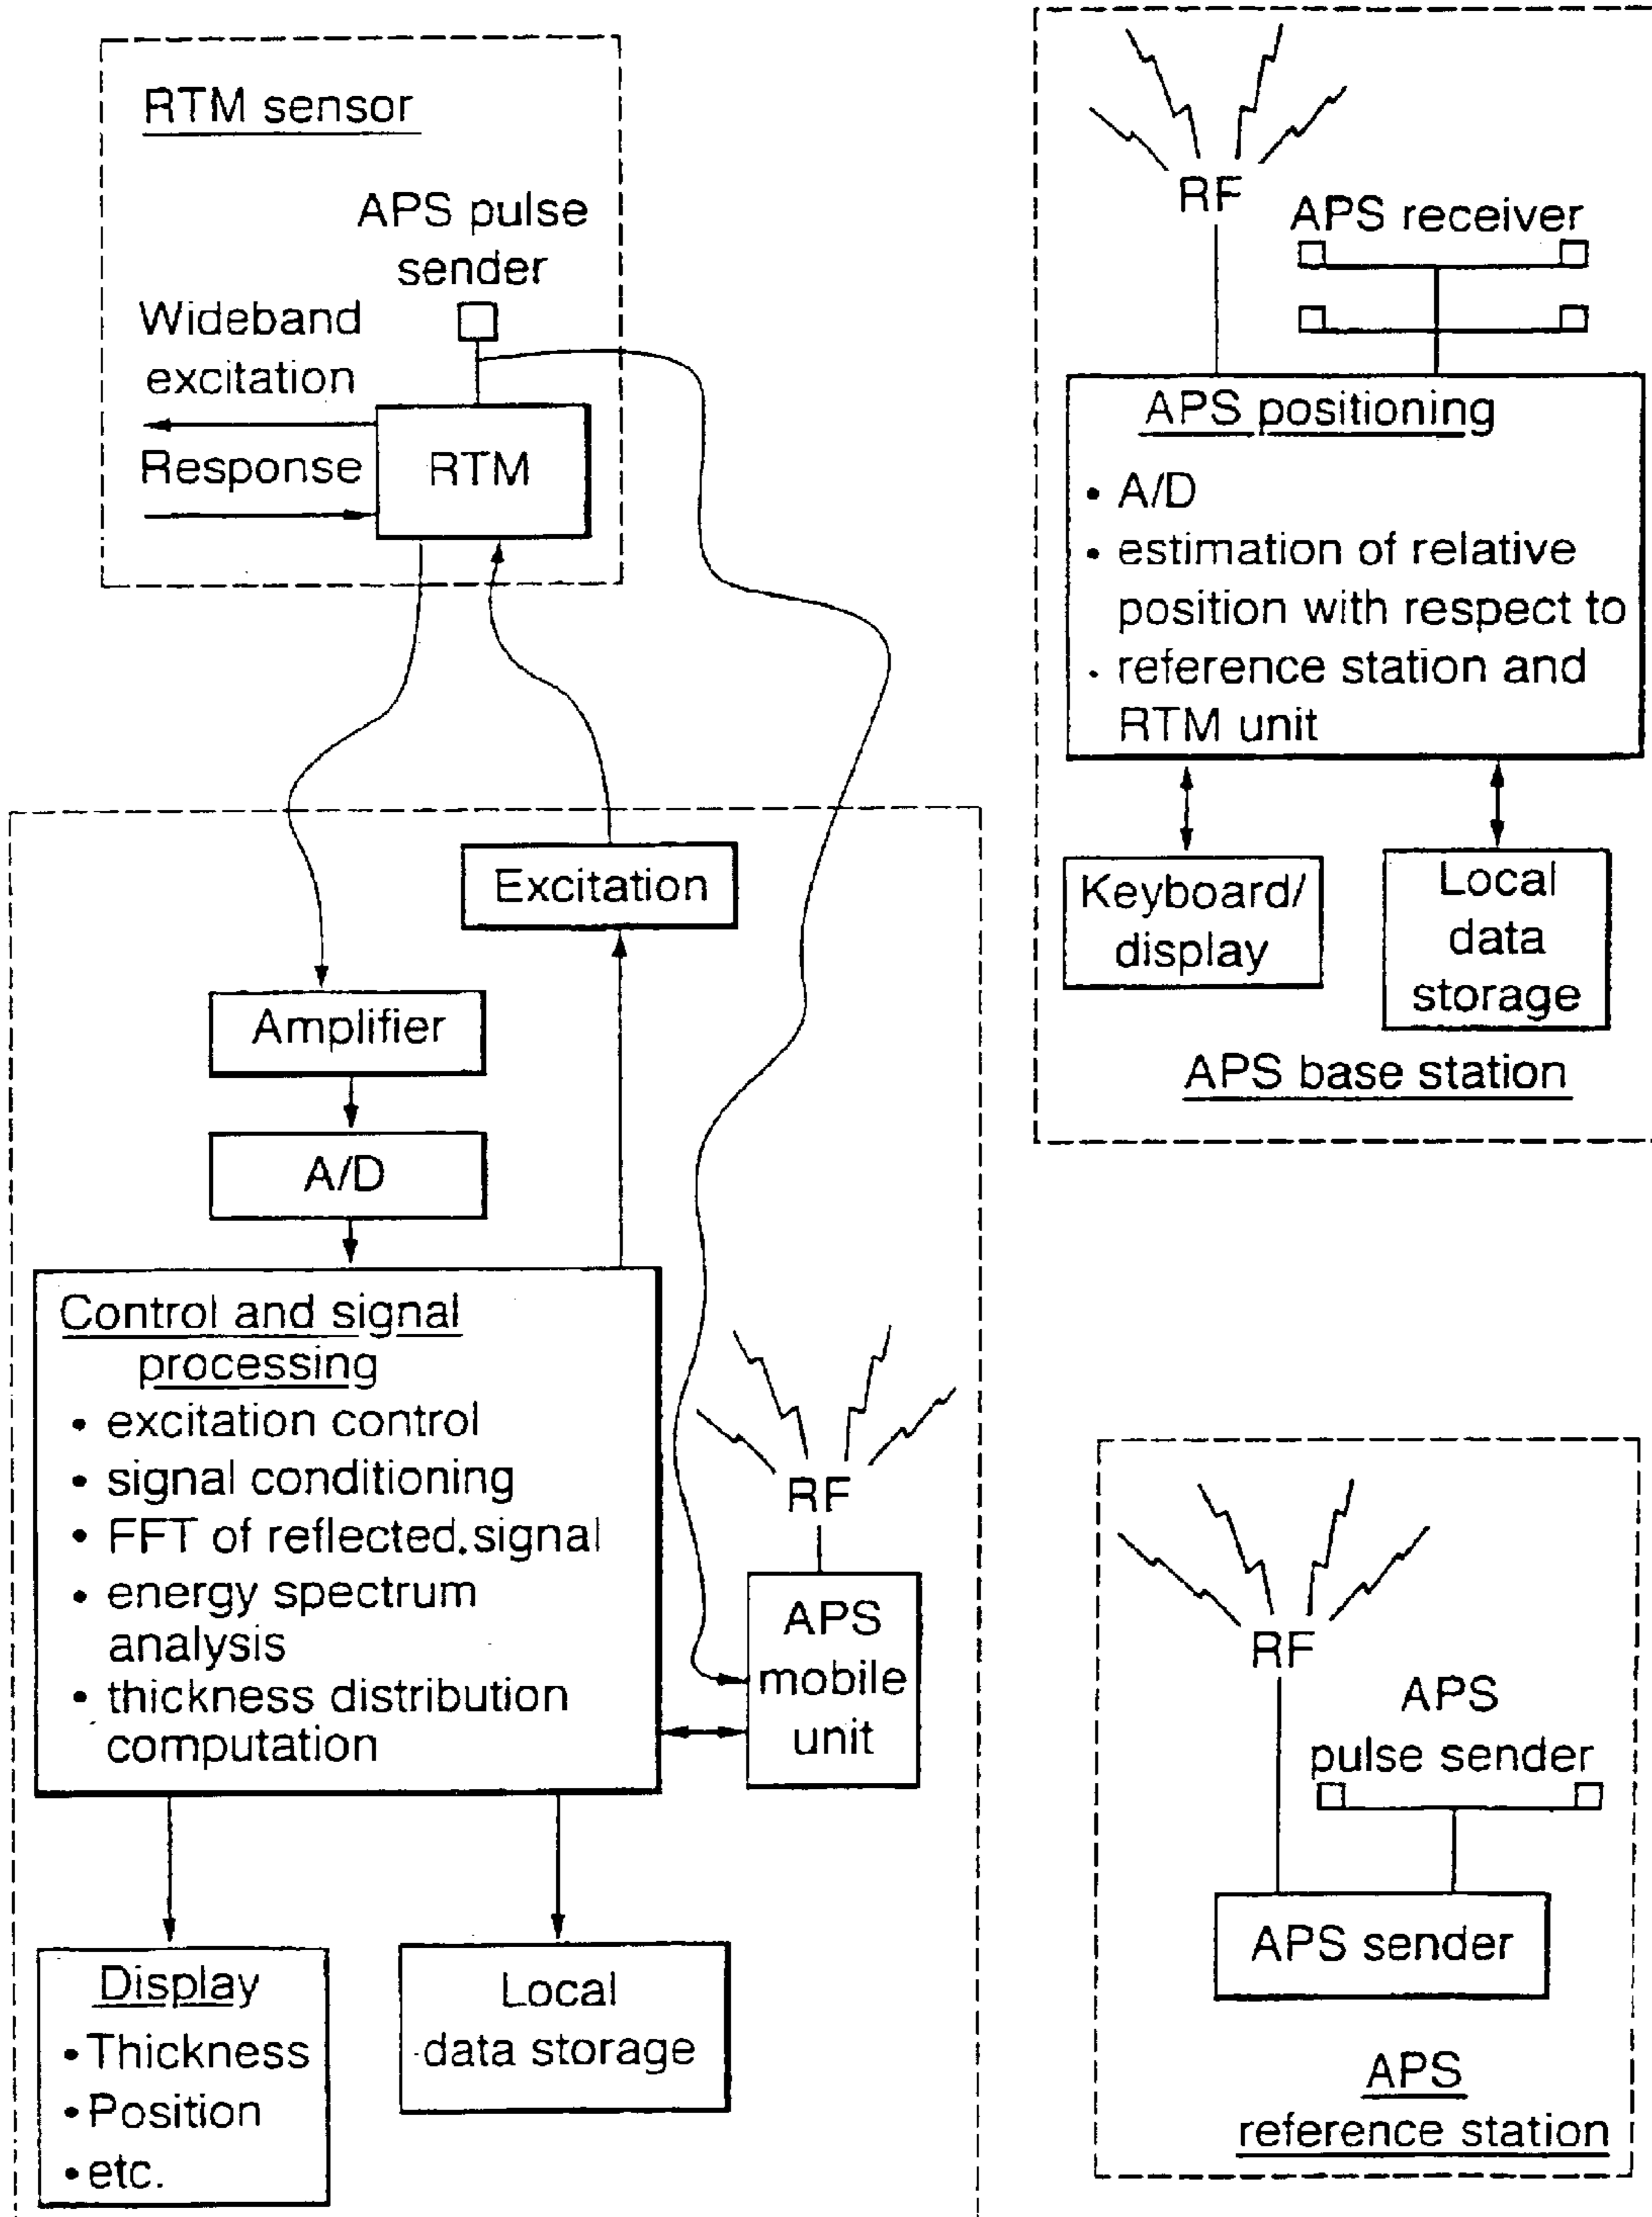 RTM sensor
APS pulse
sender
Wideband
excitation
Response
RTM
Excitation
Amplifier
A/D
Control and signal
processing
• excitation control
• signal conditioning
• FFT of reflected.signal
• energy spectrum
analysis
• thickness distribution
computation
RF
APS
mobile
unit
Display
• Thickness
• Position
• etc.
Local
data storage
RF
APS receiver
APS positioning
• A/D
• estimation of relative
position with respect to
• reference station and
RTM unit
Keyboard/
display
Local
data
storage
APS base station
RF
APS
pulse sender
APS sender
APS
reference station